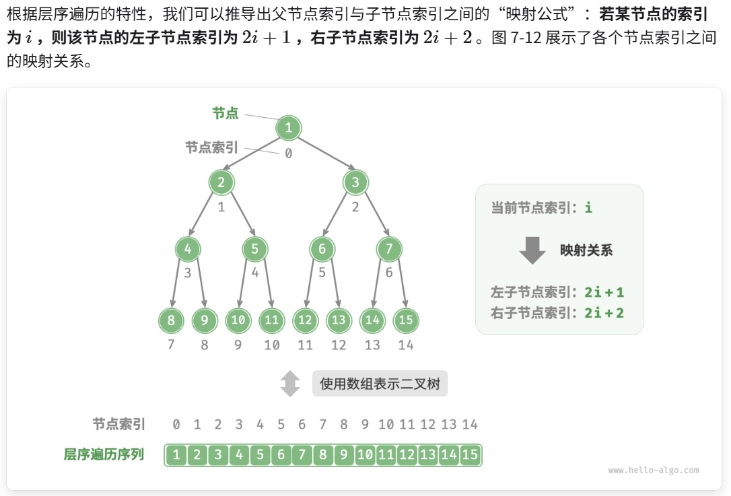 根据层序遍历的特性，我们可以推导出父节点索引与子节点索引之间的“映射公式”：若某节点的索引
为 i ，则该节点的左子节点索引为 2i + 1 ，右子节点索引为 2i + 2 。图 7-12 展示了各个节点索引之间
的映射关系。
节点
1
节点索引
0
2
3
1
2
4
5
6
7
3
4
5
6
8
9
10
11
12
13
14
15
7
8
9
10
11
12
13
14
当前节点索引：i
映射关系
左子节点索引：2i+1
右子节点索引：2i+2
使用数组表示二叉树
节点索引 0 1 2 3 4 5 6 7 8 9 10 11 12 13 14
层序遍历序列 1 2 3 4 5 6 7 8 9 10 11 12 13 14 15
www.hello-algo.com